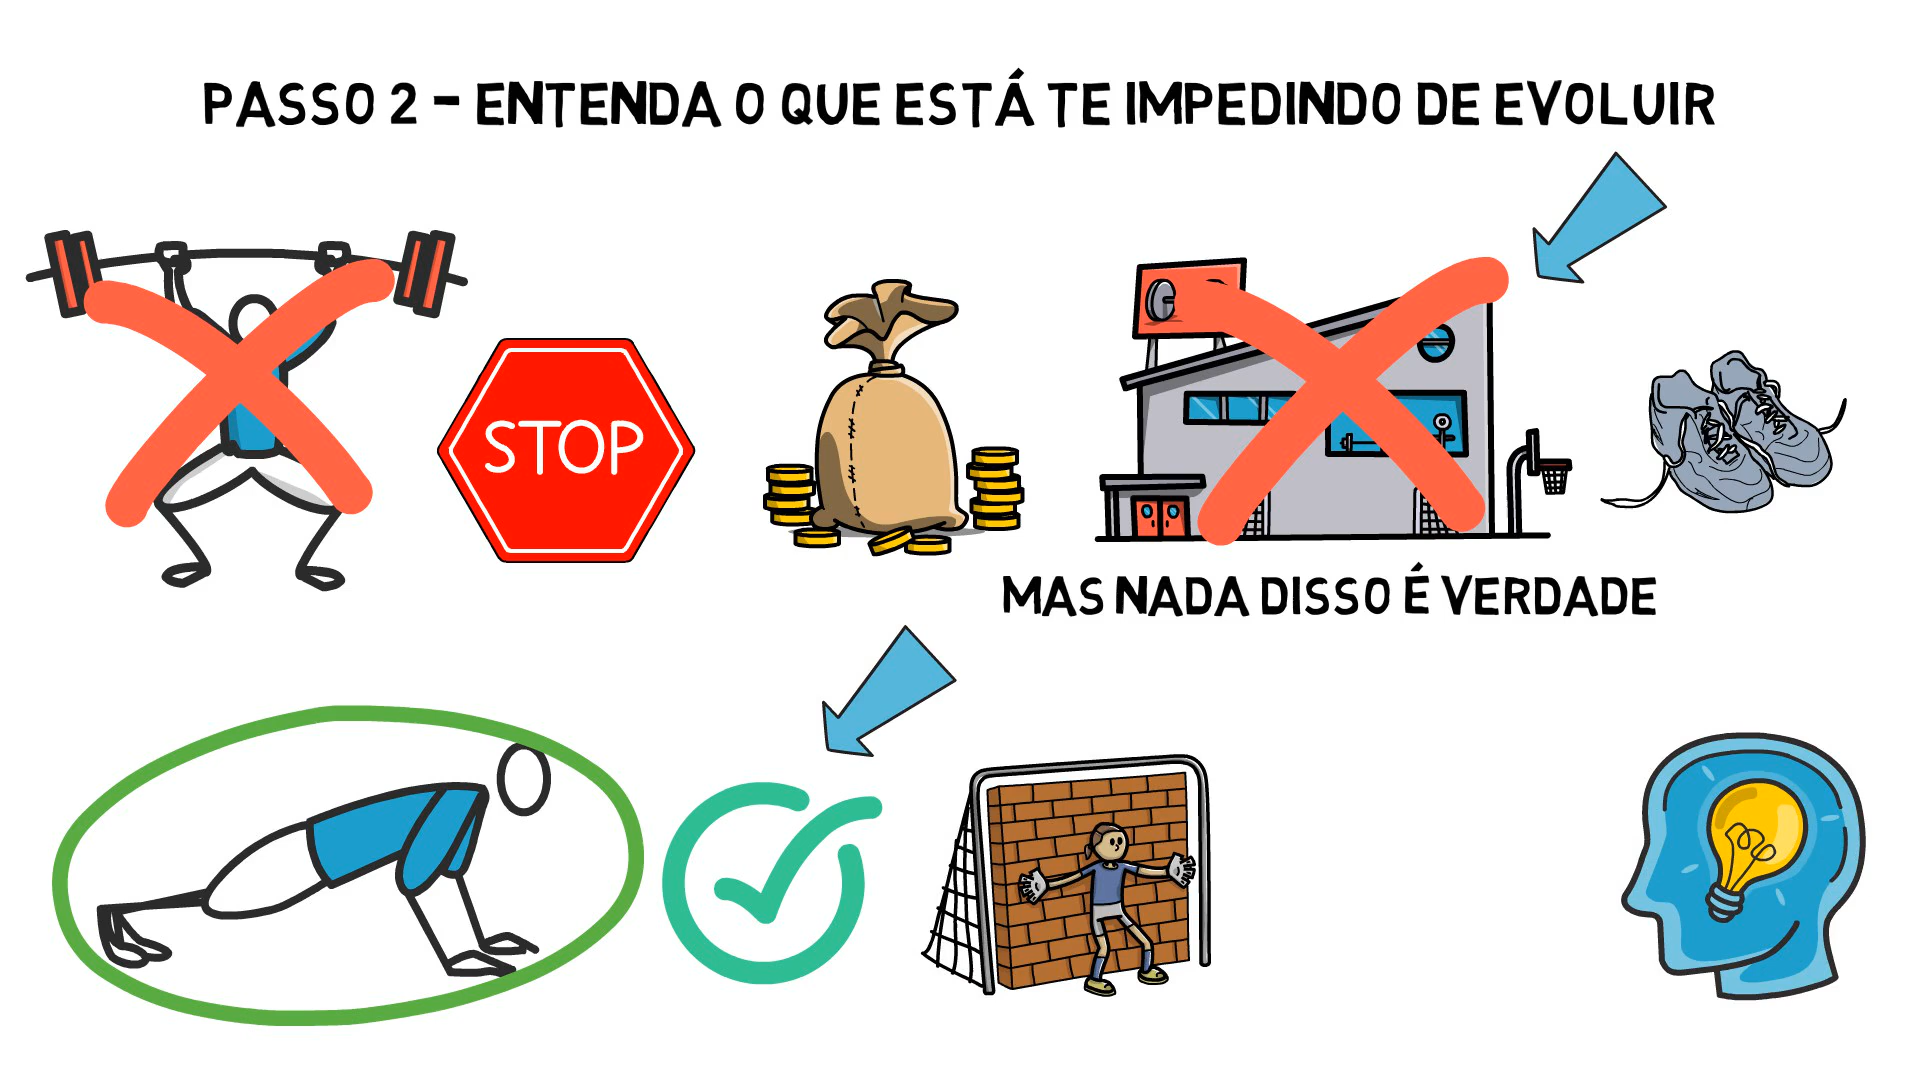 PASSO 2 - ENTENDA O QUE ESTÁ TE IMPEDINDO DE EVOLUIR
STOP
MAS NADA DISSO É VERDADE